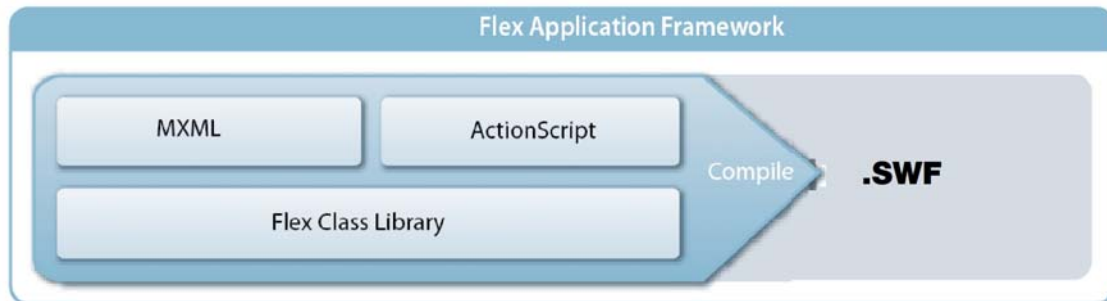 Flex Application Framework
MXML
ActionScript
Flex Class Library
Compile
.SWF